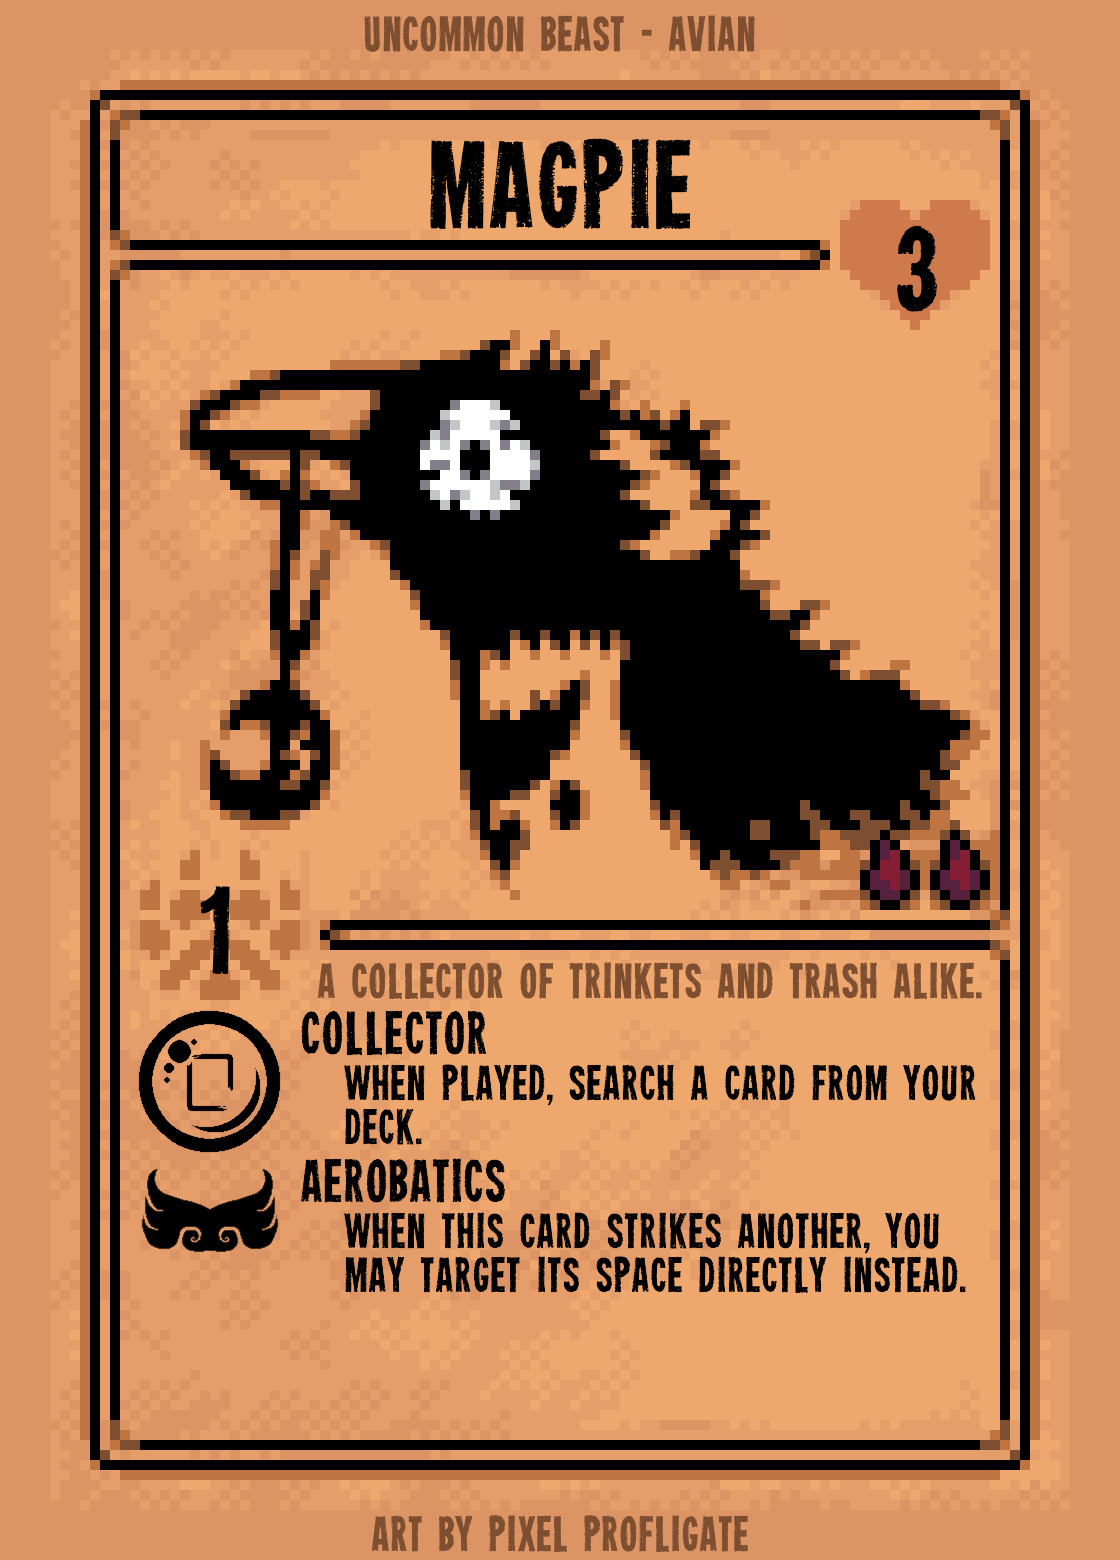 UNCOMMON BEAST - AVIAN
MAGPIE
3
1
A COLLECTOR OF TRINKETS AND TRASH ALIKE.
COLLECTOR
WHEN PLAYED, SEARCH A CARD FROM YOUR
DECK.
AEROBATICS
WHEN THIS CARD STRIKES ANOTHER, YOU
MAY TARGET ITS SPACE DIRECTLY INSTEAD.
ART BY PIXEL PROFLIGATE